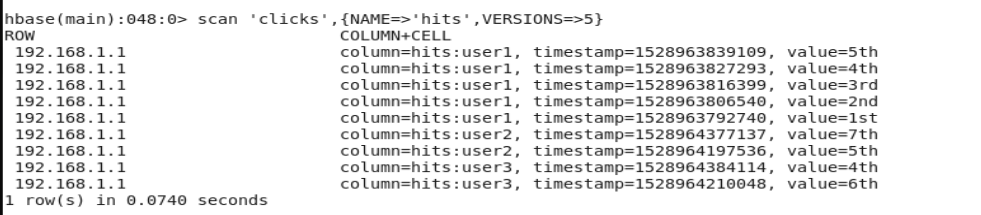 hbase(main):048:0> scan 'clicks',{NAME=>'hits',VERSIONS=>5}
ROW                    COLUMN+CELL
 192.168.1.1           column=hits:user1, timestamp=1528963839109, value=5th
 192.168.1.1           column=hits:user1, timestamp=1528963827293, value=4th
 192.168.1.1           column=hits:user1, timestamp=1528963816399, value=3rd
 192.168.1.1           column=hits:user1, timestamp=1528963806540, value=2nd
 192.168.1.1           column=hits:user1, timestamp=1528963792740, value=1st
 192.168.1.1           column=hits:user2, timestamp=1528964377137, value=7th
 192.168.1.1           column=hits:user2, timestamp=1528964197536, value=5th
 192.168.1.1           column=hits:user3, timestamp=1528964384114, value=4th
 192.168.1.1           column=hits:user3, timestamp=1528964210048, value=6th
1 row(s) in 0.0740 seconds